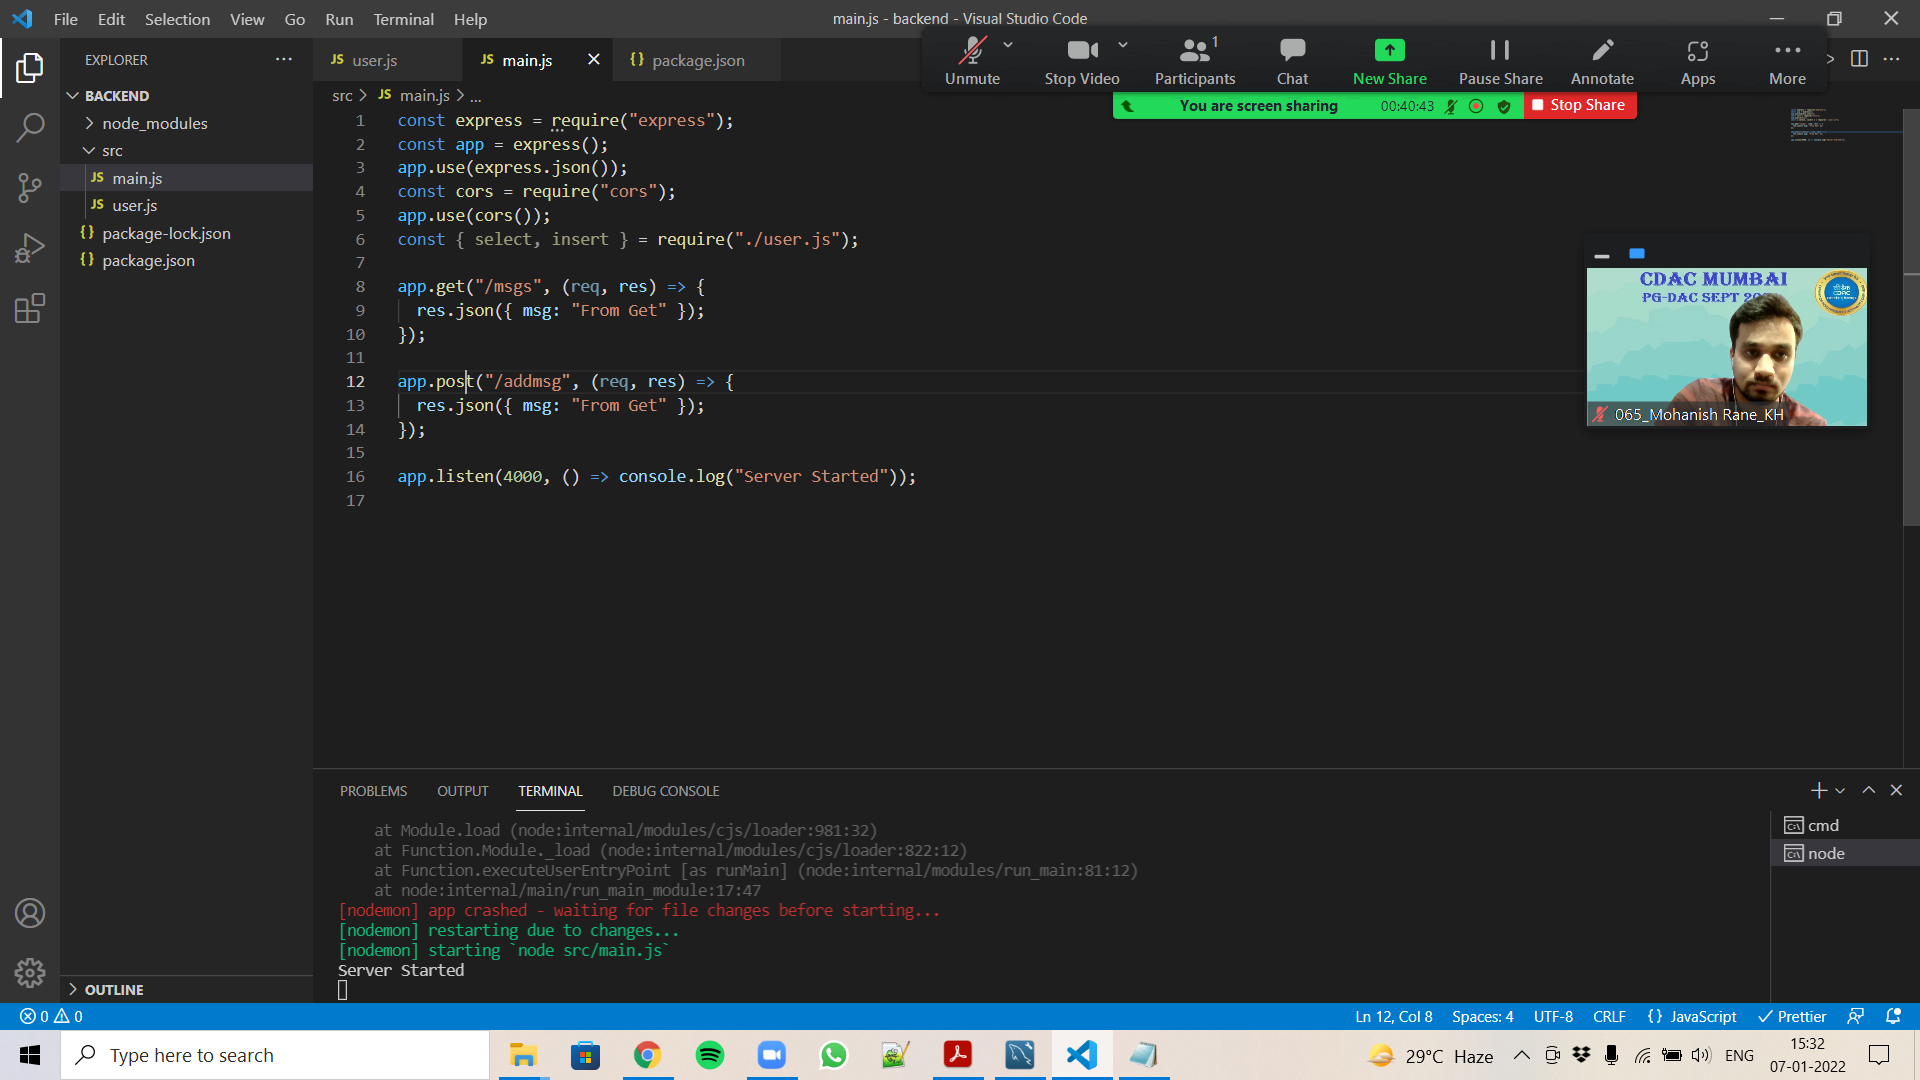 File Edit Selection View Go Run Terminal Help
main.js - backend - Visual Studio Code
EXPLORER
BACKEND
node_modules
src
JS main.js
JS user.js
{} package-lock.json
{} package.json
OUTLINE
JS user.js
JS main.js
{} package.json
src > JS main.js > ...
1 const express = require("express");
2 const app = express();
3 app.use(express.json());
4 const cors = require("cors");
5 app.use(cors());
6 const { select, insert } = require("./user.js");
7
8 app.get("/msgs", (req, res) => {
9 res.json({ msg: "From Get" });
10 });
11
12 app.post("/addmsg", (req, res) => {
13 res.json({ msg: "From Get" });
14 });
15
16 app.listen(4000, () => console.log("Server Started"));
17
Unmute
Stop Video
Participants 1
Chat
New Share
Pause Share
Annotate
Apps
More
You are screen sharing
00:40:43
Stop Share
CDAC MUMBAI
PG-DAC SEPT
065_Mohanish Rane_KH
PROBLEMS OUTPUT TERMINAL DEBUG CONSOLE
at Module.load (node:internal/modules/cjs/loader:981:32)
at Function.Module._load (node:internal/modules/cjs/loader:822:12)
at Function.executeUserEntryPoint [as runMain] (node:internal/modules/run_main:81:12)
at node:internal/main/run_main_module:17:47
[nodemon] app crashed - waiting for file changes before starting...
[nodemon] restarting due to changes...
[nodemon] starting `node src/main.js`
Server Started
cmd
node
0 0
Ln 12, Col 8 Spaces: 4 UTF-8 CRLF {} JavaScript Prettier
Type here to search
29°C Haze
ENG
15:32
07-01-2022